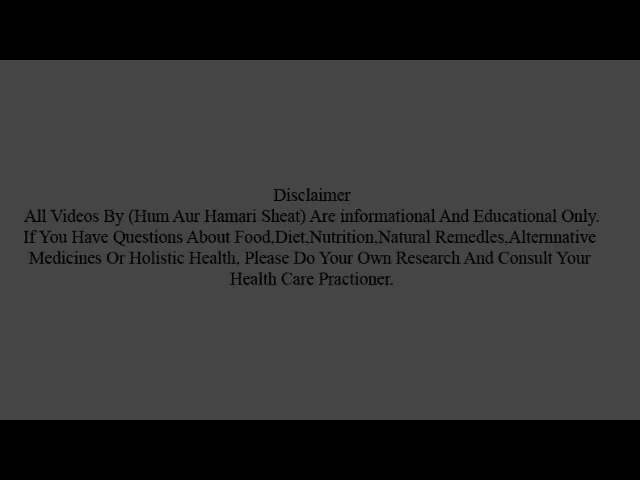 Disclaimer
All Videos By (Hum Aur Hamari Sheat) Are informational And Educational Only.
If You Have Questions About Food,Diet,Nutrition,Natural Remedles,Alternnative
Medicines Or Holistic Health, Please Do Your Own Research And Consult Your
Health Care Practioner.